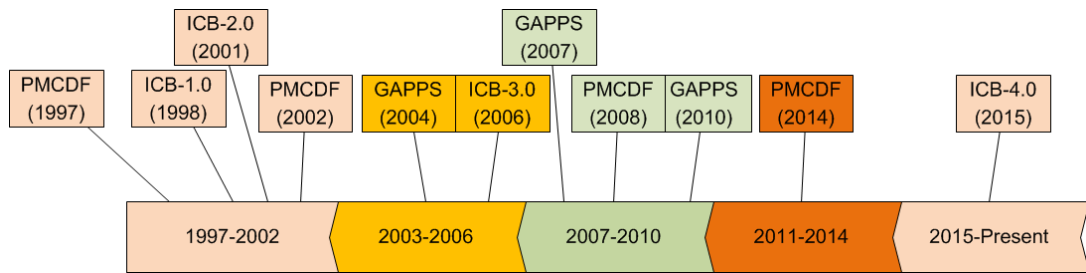 ICB-2.0
(2001)
GAPPS
(2007)
PMCDF
(1997)
ICB-1.0
(1998)
PMCDF
(2002)
GAPPS
(2004)
ICB-3.0
(2006)
PMCDF
(2008)
GAPPS
(2010)
PMCDF
(2014)
ICB-4.0
(2015)
1997-2002
2003-2006
2007-2010
2011-2014
2015-Present